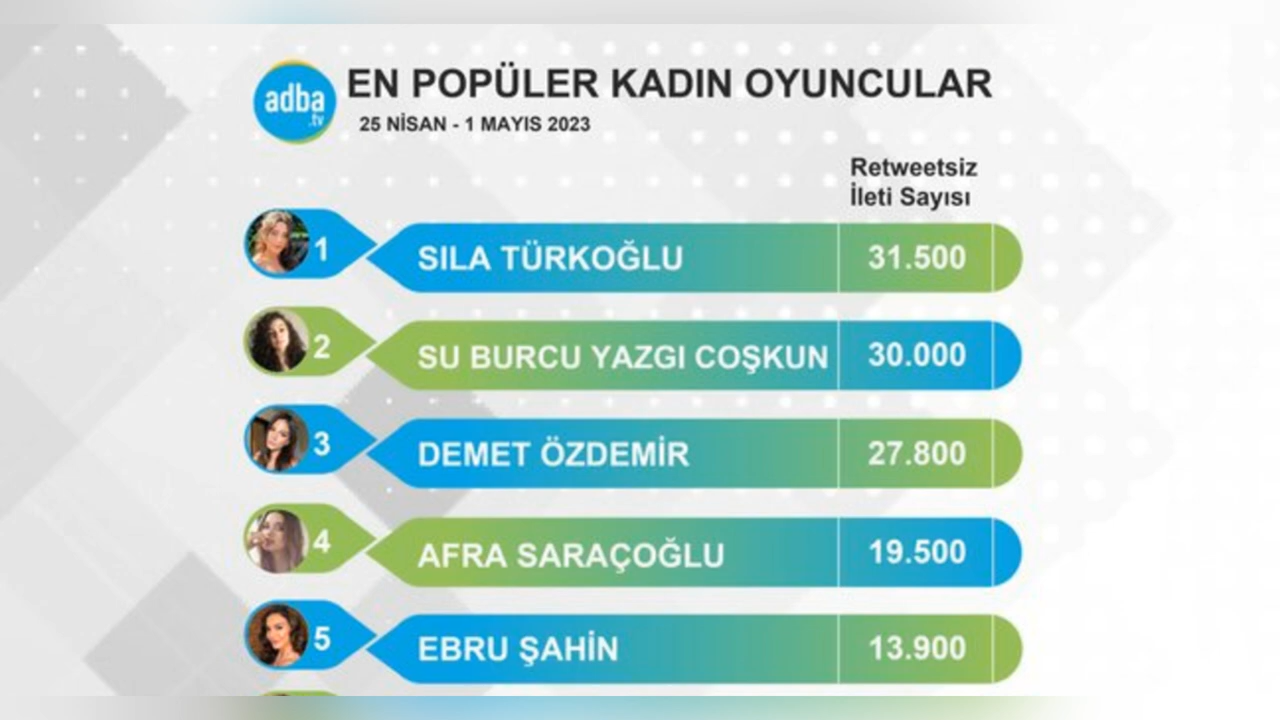 adba
.tv
EN POPÜLER KADIN OYUNCULAR
25 NİSAN - 1 MAYIS 2023
Retweetsiz
İleti Sayısı
1 SILA TÜRKOĞLU 31.500
2 SU BURCU YAZGI COŞKUN 30.000
3 DEMET ÖZDEMİR 27.800
4 AFRA SARAÇOĞLU 19.500
5 EBRU ŞAHİN 13.900